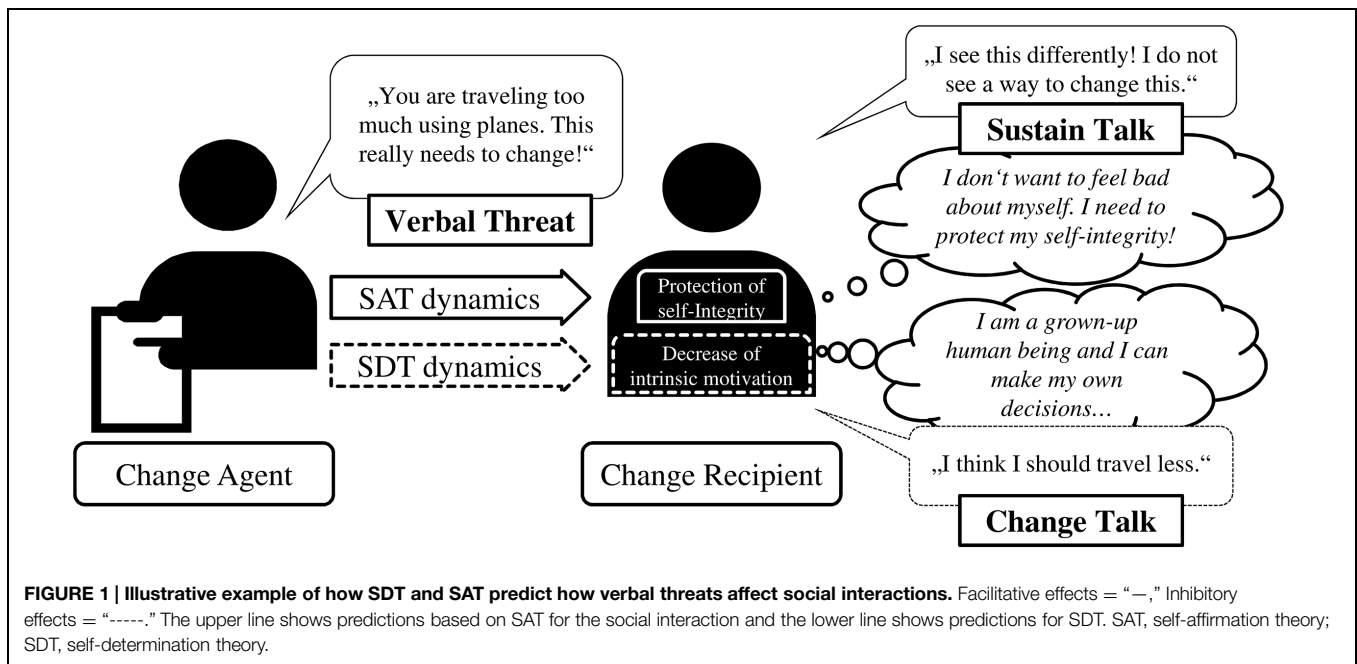 „You are traveling too
much using planes. This
really needs to change!“
Verbal Threat
„I see this differently! I do not
see a way to change this.“
Sustain Talk
I don‘t want to feel bad
about myself. I need to
protect my self-integrity!
SAT dynamics
SDT dynamics
Protection of
self-Integrity
Decrease of
intrinsic motivation
I am a grown-up
human being and I can
make my own
decisions…
„I think I should travel less.“
Change Talk
Change Agent
Change Recipient
FIGURE 1 | Illustrative example of how SDT and SAT predict how verbal threats affect social interactions. Facilitative effects = “—,” Inhibitory
effects = “-----.” The upper line shows predictions based on SAT for the social interaction and the lower line shows predictions for SDT. SAT, self-affirmation theory;
SDT, self-determination theory.